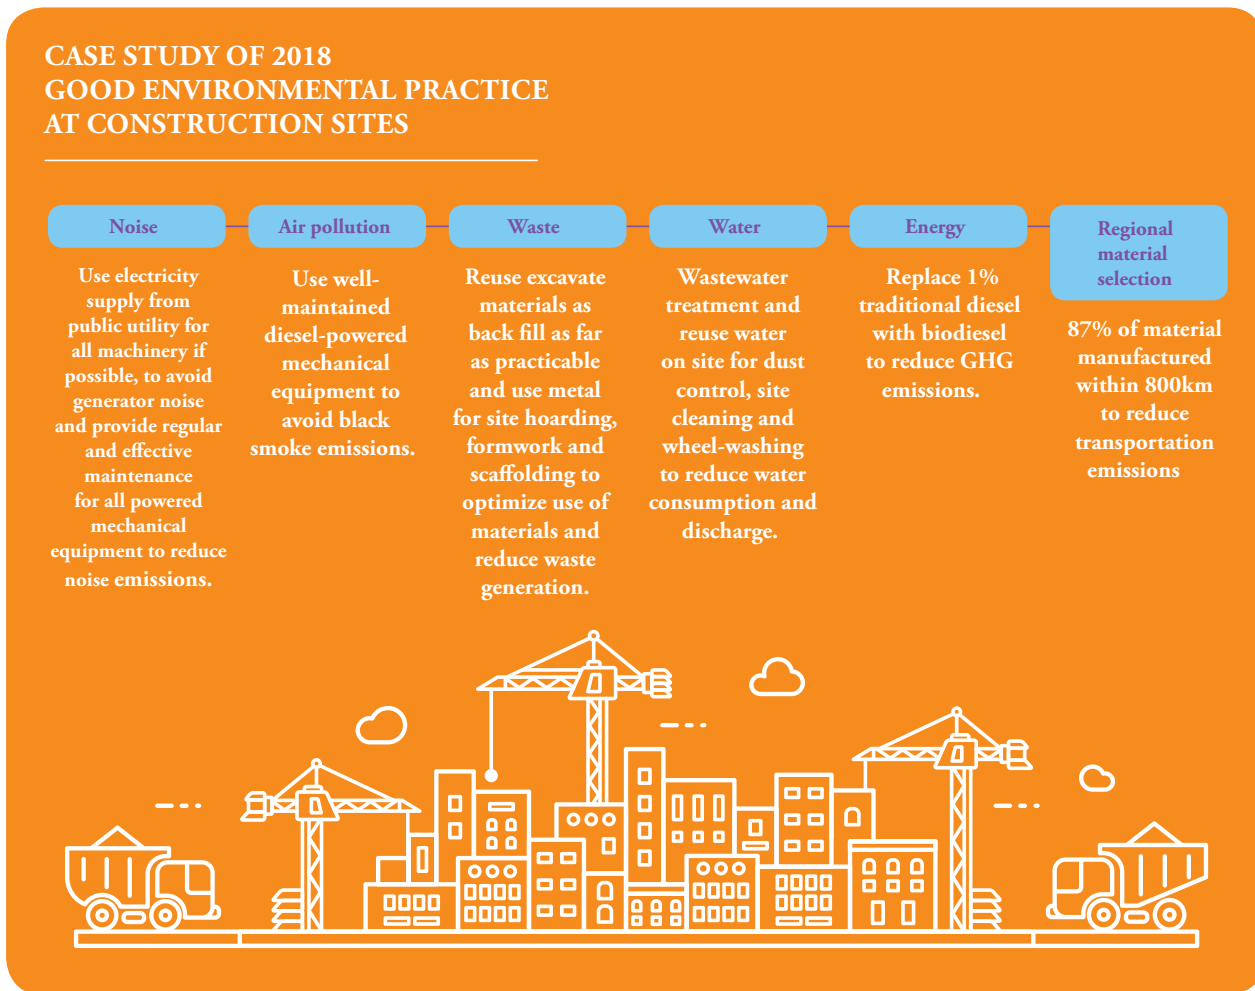 CASE STUDY OF 2018
GOOD ENVIRONMENTAL PRACTICE
AT CONSTRUCTION SITES
Noise
Use electricity
supply from
public utility for
all machinery if
possible, to avoid
generator noise
and provide regular
and effective
maintenance
for all powered
mechanical
equipment to reduce
noise emissions.
Air pollution
Use well-
maintained
diesel-powered
mechanical
equipment to
avoid black
smoke emissions.
Waste
Reuse excavate
materials as
back fill as far
as practicable
and use metal
for site hoarding,
formwork and
scaffolding to
optimize use of
materials and
reduce waste
generation.
Water
Wastewater
treatment and
reuse water
on site for dust
control, site
cleaning and
wheel-washing
to reduce water
consumption and
discharge.
Energy
Replace 1%
traditional diesel
with biodiesel
to reduce GHG
emissions.
Regional
material
selection
87% of material
manufactured
within 800km
to reduce
transportation
emissions